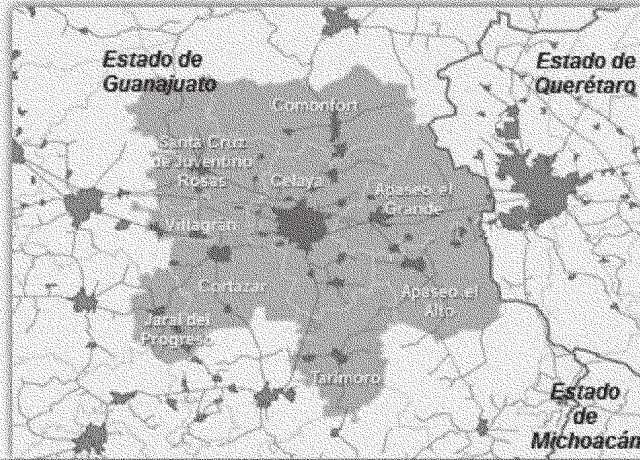 Estado de
Guanajuato
Estado de
Querétaro
Comonfort
Santa Cruz
de Juventino
Rosas
Celaya
Apaseo el
Grande
Villagrán
Cortazar
Apaseo el
Alto
Jaral del
Progreso
Tarimoro
Estado
de
Michoacán